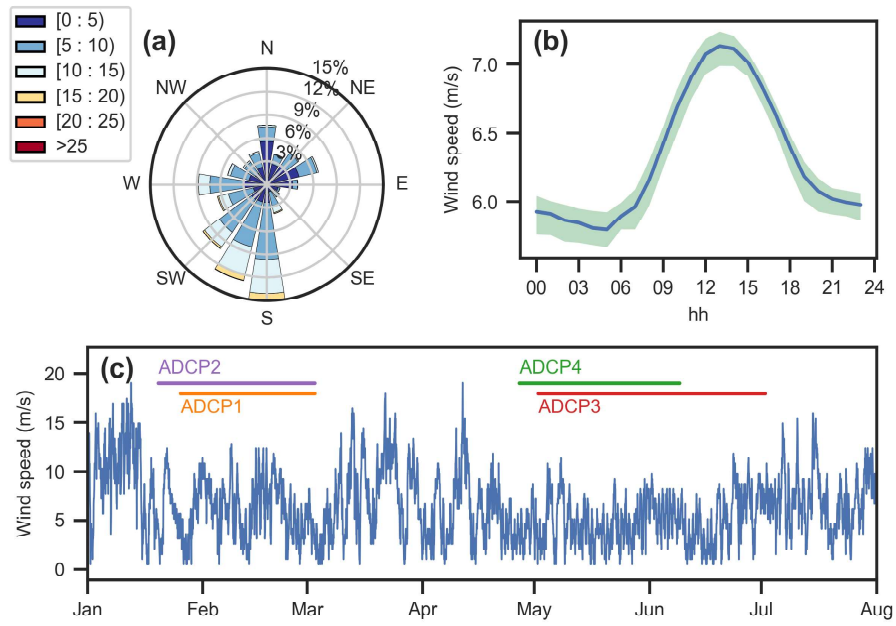 [0 : 5)
[5 : 10)
[10 : 15)
[15 : 20)
[20 : 25)
>25
(a)
N
NE
E
SE
S
SW
W
NW
15%
12%
9%
6%
3%
(b)
Wind speed (m/s)
7.0
6.5
6.0
00 03 06 09 12 15 18 21 24
hh
(c)
Wind speed (m/s)
20
15
10
5
0
ADCP2
ADCP1
ADCP4
ADCP3
Jan Feb Mar Apr May Jun Jul Aug